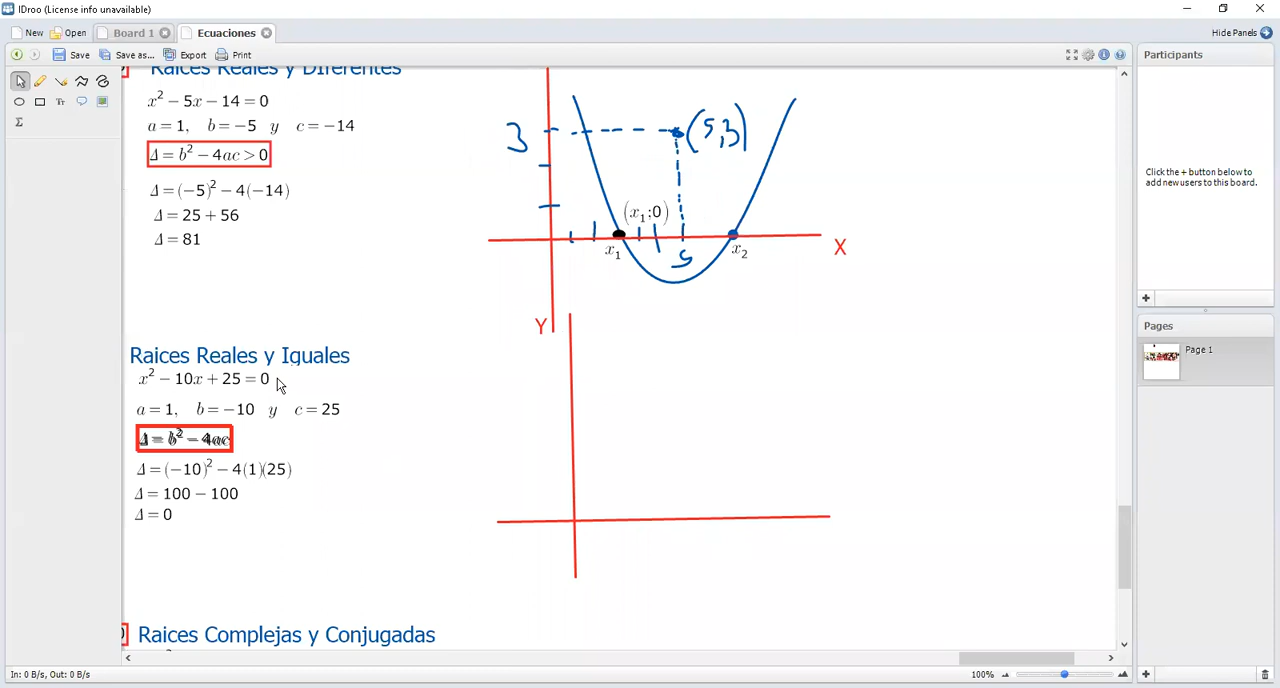 IDroo (License info unavailable)
New Open Board 1 Ecuaciones Hide Panels
Save Save as... Export Print Participants
Raices Reales y Diferentes
x² − 5x − 14 = 0
a = 1, b = −5 y c = −14
Δ = b² − 4ac > 0
Δ = (−5)² − 4(−14)
Δ = 25 + 56
Δ = 81
3
(5,3)
(x₁:0)
x₁
5
x₂
X
Y
Raices Reales y Iguales
x² − 10x + 25 = 0
a = 1, b = −10 y c = 25
Δ = b² − 4ac
Δ = (−10)² − 4(1)(25)
Δ = 100 − 100
Δ = 0
Raices Complejas y Conjugadas
Click the + button below to
add new users to this board.
Pages
Page 1
In: 0 B/s, Out: 0 B/s
100%